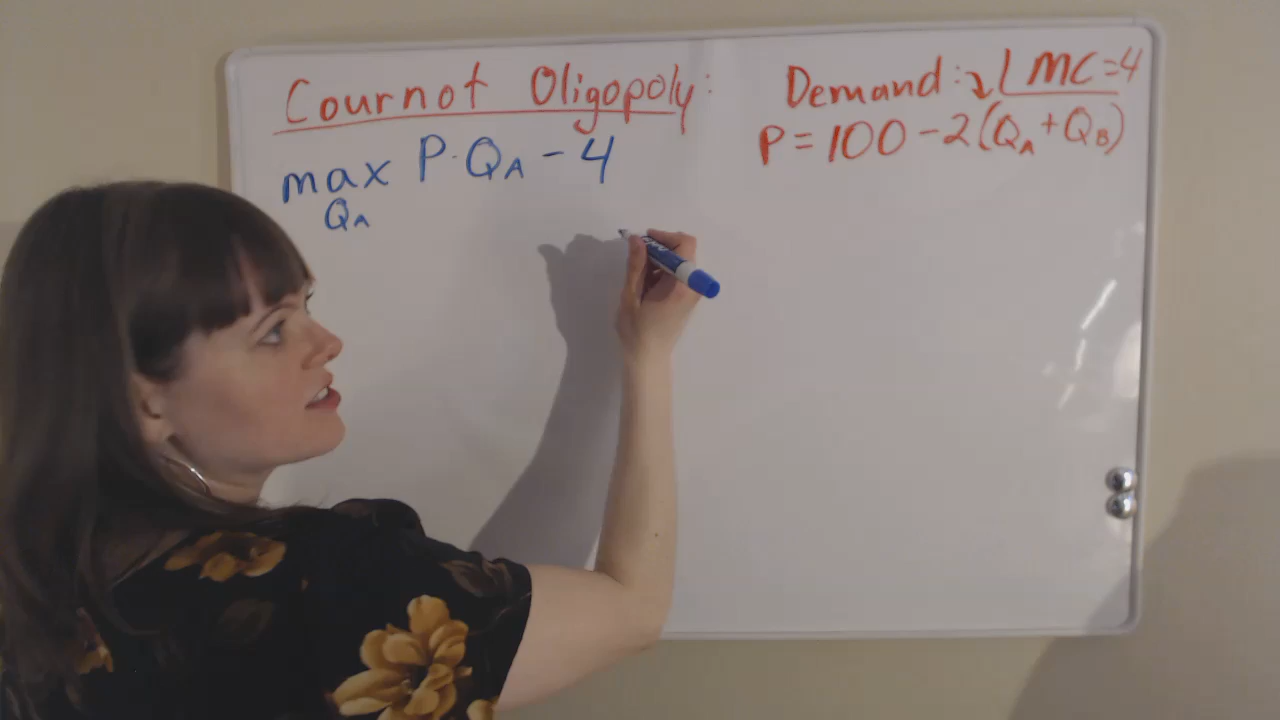 Cournot Oligopoly:
max P·QA - 4
QA
Demand: ↘ MC=4
P = 100 - 2(QA + QB)